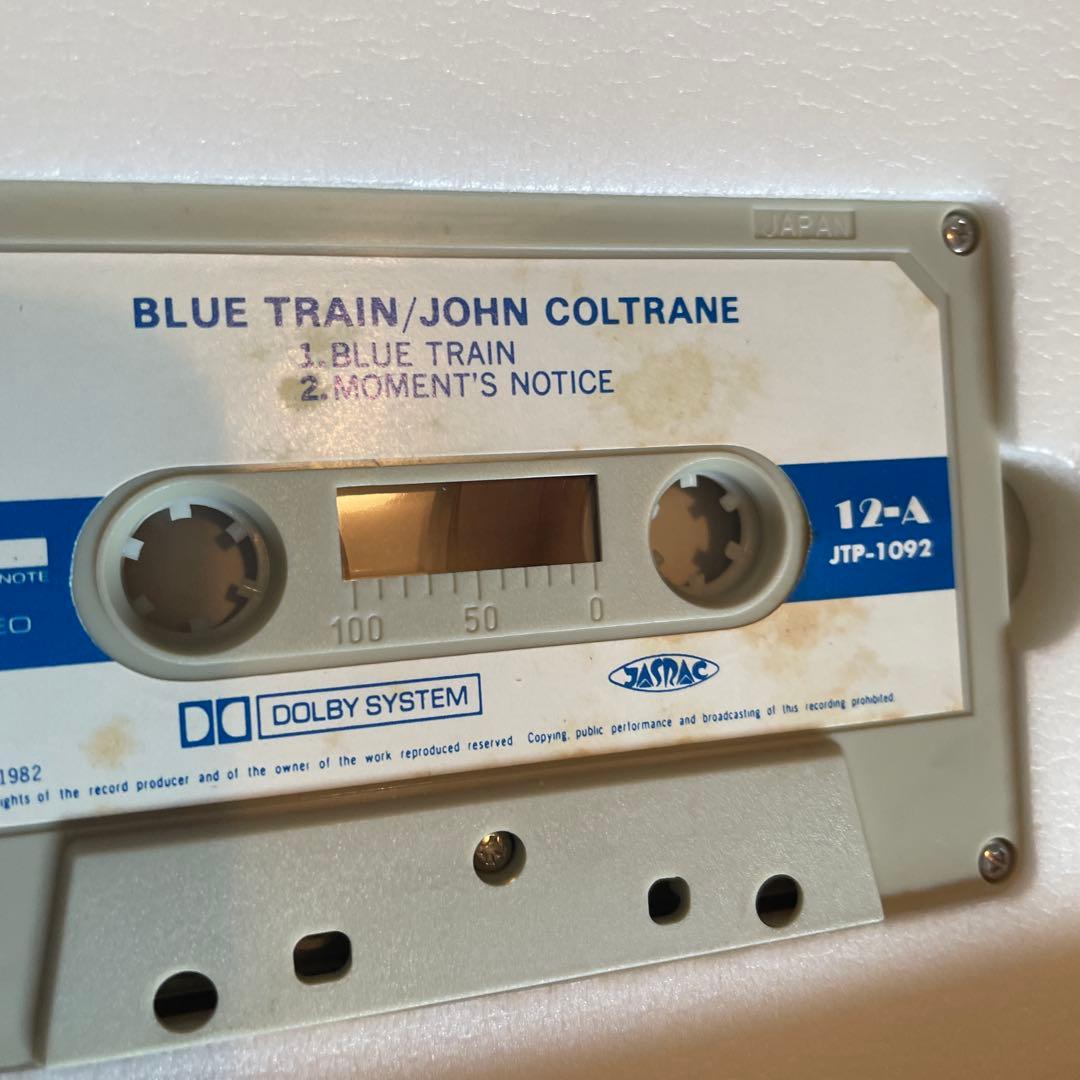 JAPAN
BLUE TRAIN/JOHN COLTRANE
1. BLUE TRAIN
2. MOMENT'S NOTICE
12-A
JTP-1092
NOTE
EO
100 50 0
DOLBY SYSTEM
JASRAC
1982
ights of the record producer and of the owner of the work reproduced reserved Copying, public performance and broadcasting of this recording prohibited.